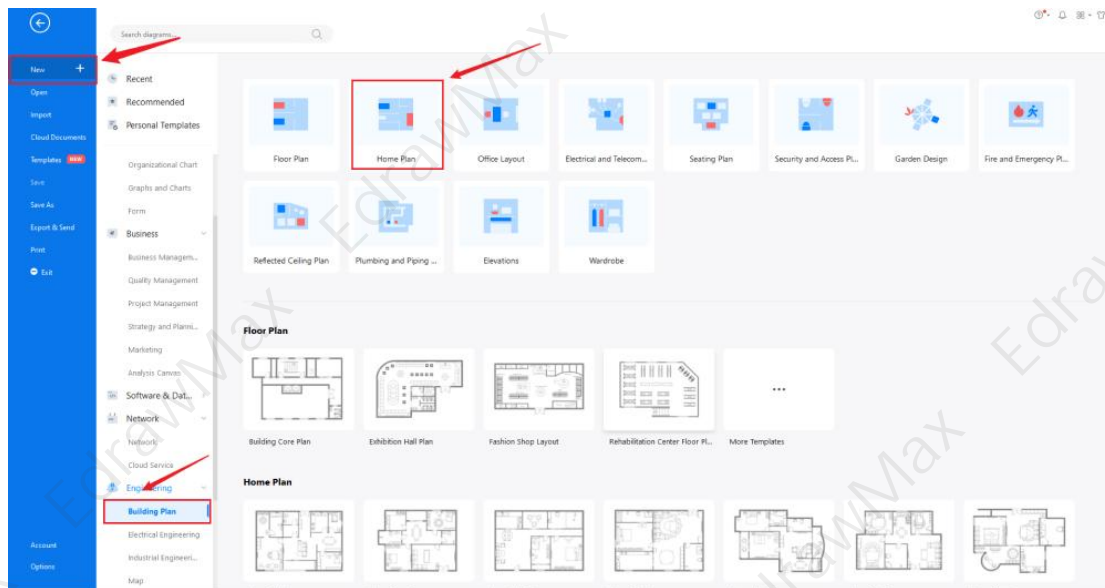 Search diagrams...
New +
Open
Import
Cloud Documents
Templates NEW
Save
Save As
Export & Send
Print
Exit
Account
Options
Recent
Recommended
Personal Templates
Organizational Chart
Graphs and Charts
Form
Business
Business Managem...
Quality Management
Project Management
Strategy and Planni...
Marketing
Analysis Canvas
Software & Dat...
Network
Network
Cloud Service
Engineering
Building Plan
Electrical Engineering
Industrial Engineeri...
Map
Floor Plan
Home Plan
Office Layout
Electrical and Telecom...
Seating Plan
Security and Access Pl...
Garden Design
Fire and Emergency Pl...
Reflected Ceiling Plan
Plumbing and Piping ...
Elevations
Wardrobe
Floor Plan
Building Core Plan
Exhibition Hall Plan
Fashion Shop Layout
Rehabilitation Center Floor Pl...
...
More Templates
Home Plan
EdrawMax
EdrawMax
EdrawMax